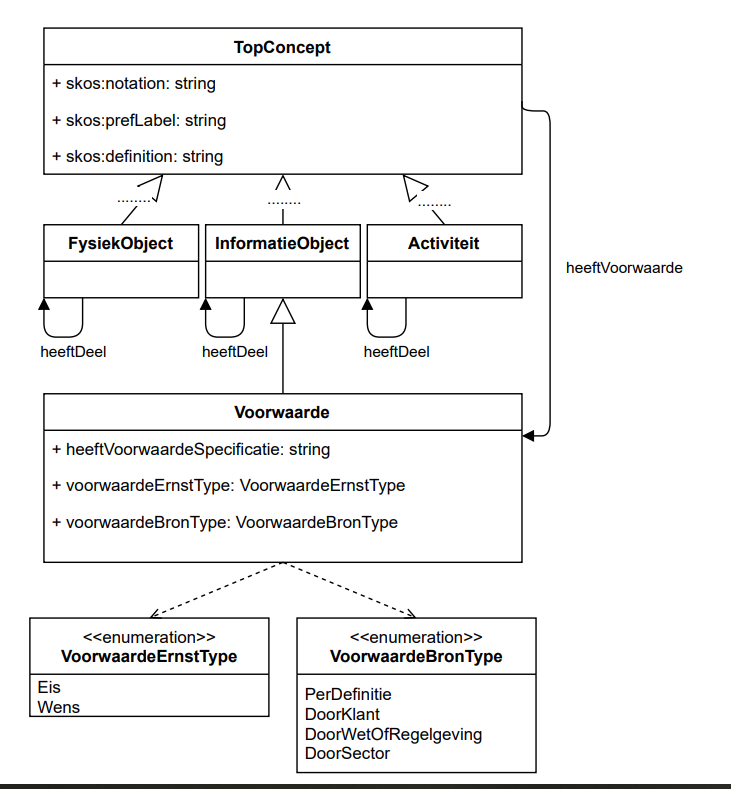 TopConcept
+ skos:notation: string
+ skos:prefLabel: string
+ skos:definition: string
........
........
........
FysiekObject
InformatieObject
Activiteit
heeftVoorwaarde
heeftDeel
heeftDeel
heeftDeel
Voorwaarde
+ heeftVoorwaardeSpecificatie: string
+ voorwaardeErnstType: VoorwaardeErnstType
+ voorwaardeBronType: VoorwaardeBronType
<<enumeration>>
VoorwaardeErnstType
Eis
Wens
<<enumeration>>
VoorwaardeBronType
PerDefinitie
DoorKlant
DoorWetOfRegelgeving
DoorSector